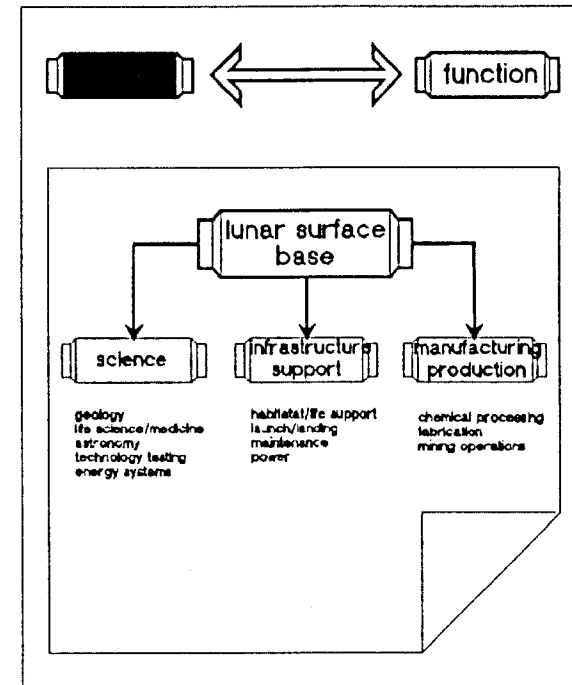 function
lunar surface
base
science
infrastructure
support
manufacturing
production
geology
life science/medicine
astronomy
technology testing
energy systems
habitatat/life support
launch/landing
maintenance
power
chemical processing
fabrication
mining operations